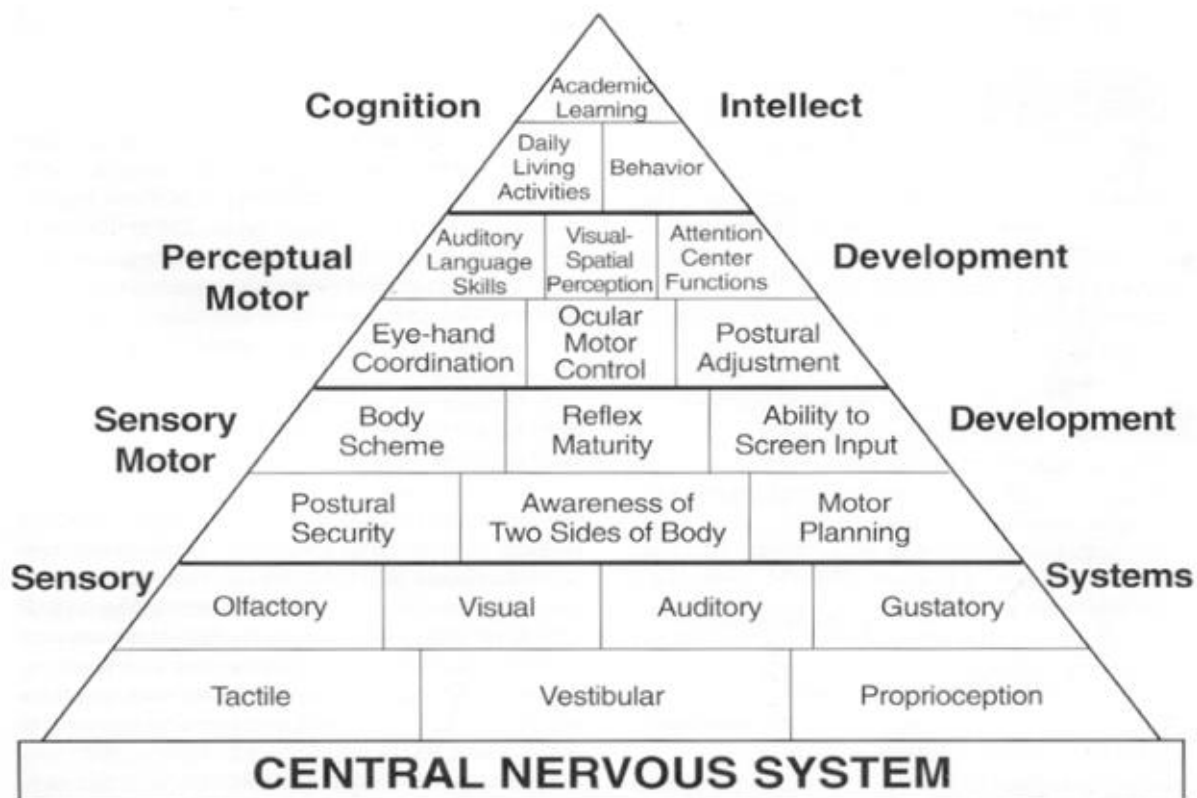 Academic
Learning
Cognition
Intellect
Daily
Living
Activities
Behavior
Auditory
Language
Skills
Visual-
Spatial
Perception
Attention
Center
Functions
Perceptual
Motor
Development
Eye-hand
Coordination
Ocular
Motor
Control
Postural
Adjustment
Body
Scheme
Reflex
Maturity
Ability to
Screen Input
Sensory
Motor
Development
Postural
Security
Awareness of
Two Sides of Body
Motor
Planning
Sensory
Systems
Olfactory
Visual
Auditory
Gustatory
Tactile
Vestibular
Proprioception
CENTRAL NERVOUS SYSTEM